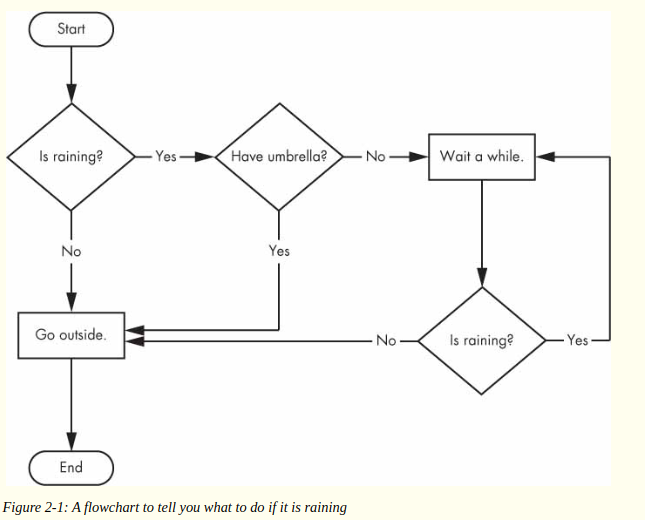 Start
Is raining?
Yes
Have umbrella?
No
Wait a while.
No
Yes
Go outside.
No
Is raining?
Yes
End
Figure 2-1: A flowchart to tell you what to do if it is raining